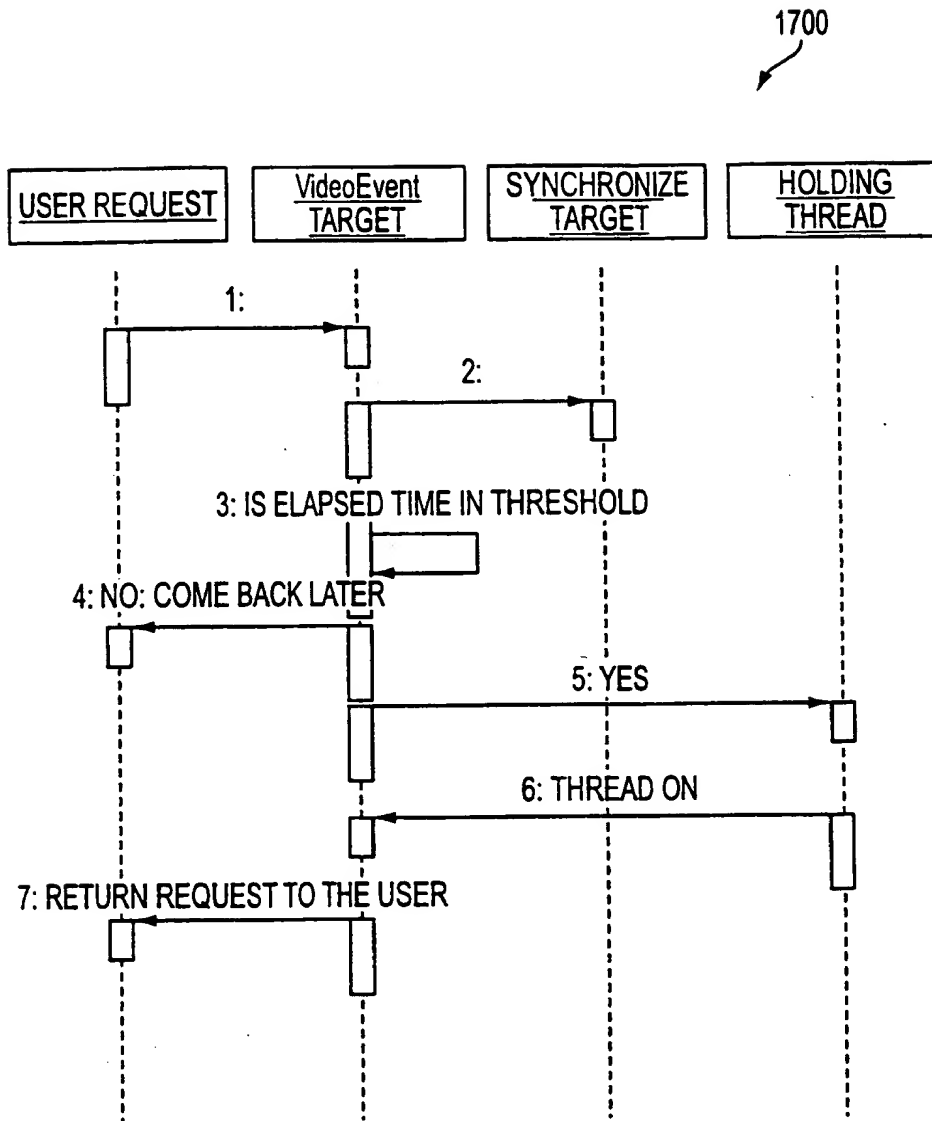 1700
USER REQUEST
VideoEvent
TARGET
SYNCHRONIZE
TARGET
HOLDING
THREAD
1:
2:
3: IS ELAPSED TIME IN THRESHOLD
4: NO: COME BACK LATER
5: YES
6: THREAD ON
7: RETURN REQUEST TO THE USER